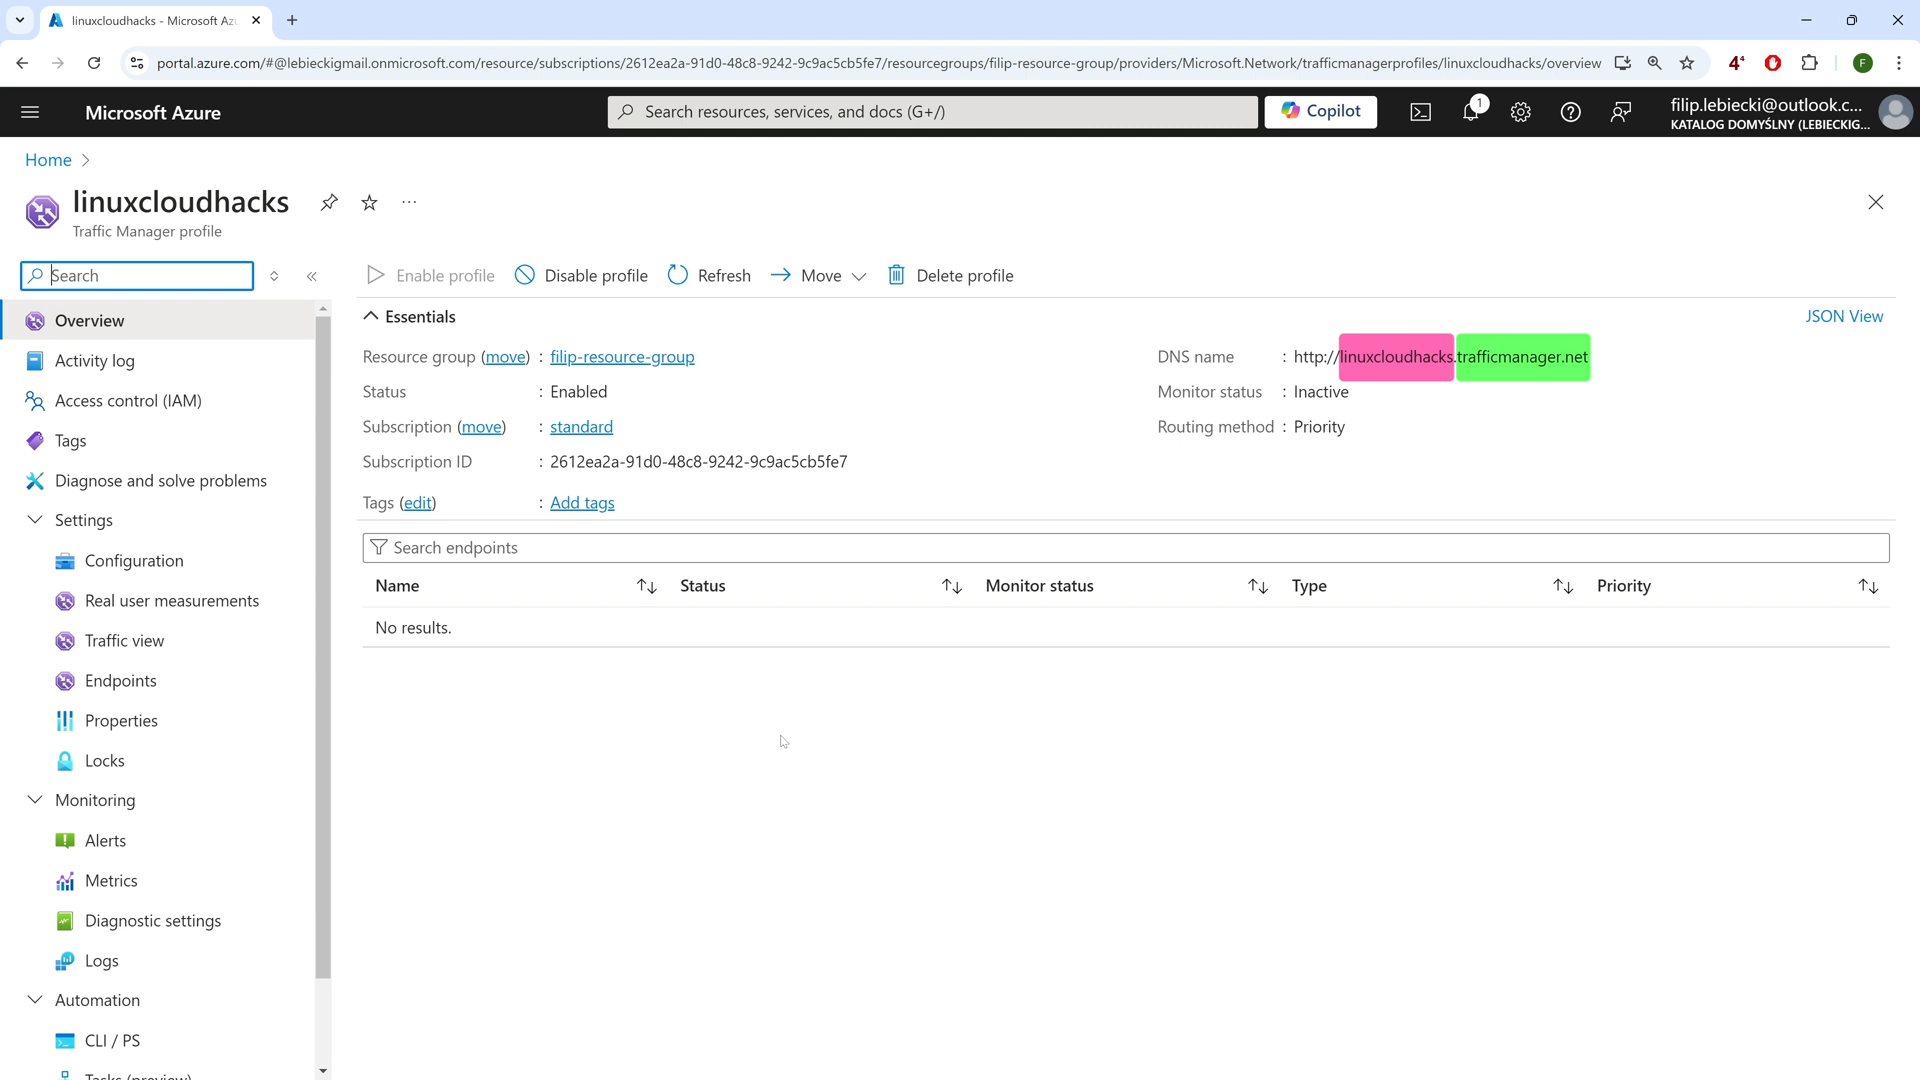 linuxcloudhacks - Microsoft Azu
portal.azure.com/#@lebieckigmail.onmicrosoft.com/resource/subscriptions/2612ea2a-91d0-48c8-9242-9c9ac5cb5fe7/resourcegroups/filip-resource-group/providers/Microsoft.Network/trafficmanagerprofiles/linuxcloudhacks/overview
4⁴
F
Microsoft Azure
Search resources, services, and docs (G+/)
Copilot
1
filip.lebiecki@outlook.c...
KATALOG DOMYŚLNY (LEBIECKIG...
Home
linuxcloudhacks
...
Traffic Manager profile
Search
Enable profile
Disable profile
Refresh
Move
Delete profile
Overview
Activity log
Access control (IAM)
Tags
Diagnose and solve problems
Settings
Configuration
Real user measurements
Traffic view
Endpoints
Properties
Locks
Monitoring
Alerts
Metrics
Diagnostic settings
Logs
Automation
CLI / PS
Tasks (preview)
Essentials
JSON View
Resource group (move) : filip-resource-group
Status : Enabled
Subscription (move) : standard
Subscription ID : 2612ea2a-91d0-48c8-9242-9c9ac5cb5fe7
Tags (edit) : Add tags
DNS name : http://linuxcloudhacks.trafficmanager.net
Monitor status : Inactive
Routing method : Priority
Search endpoints
Name Status Monitor status Type Priority
No results.